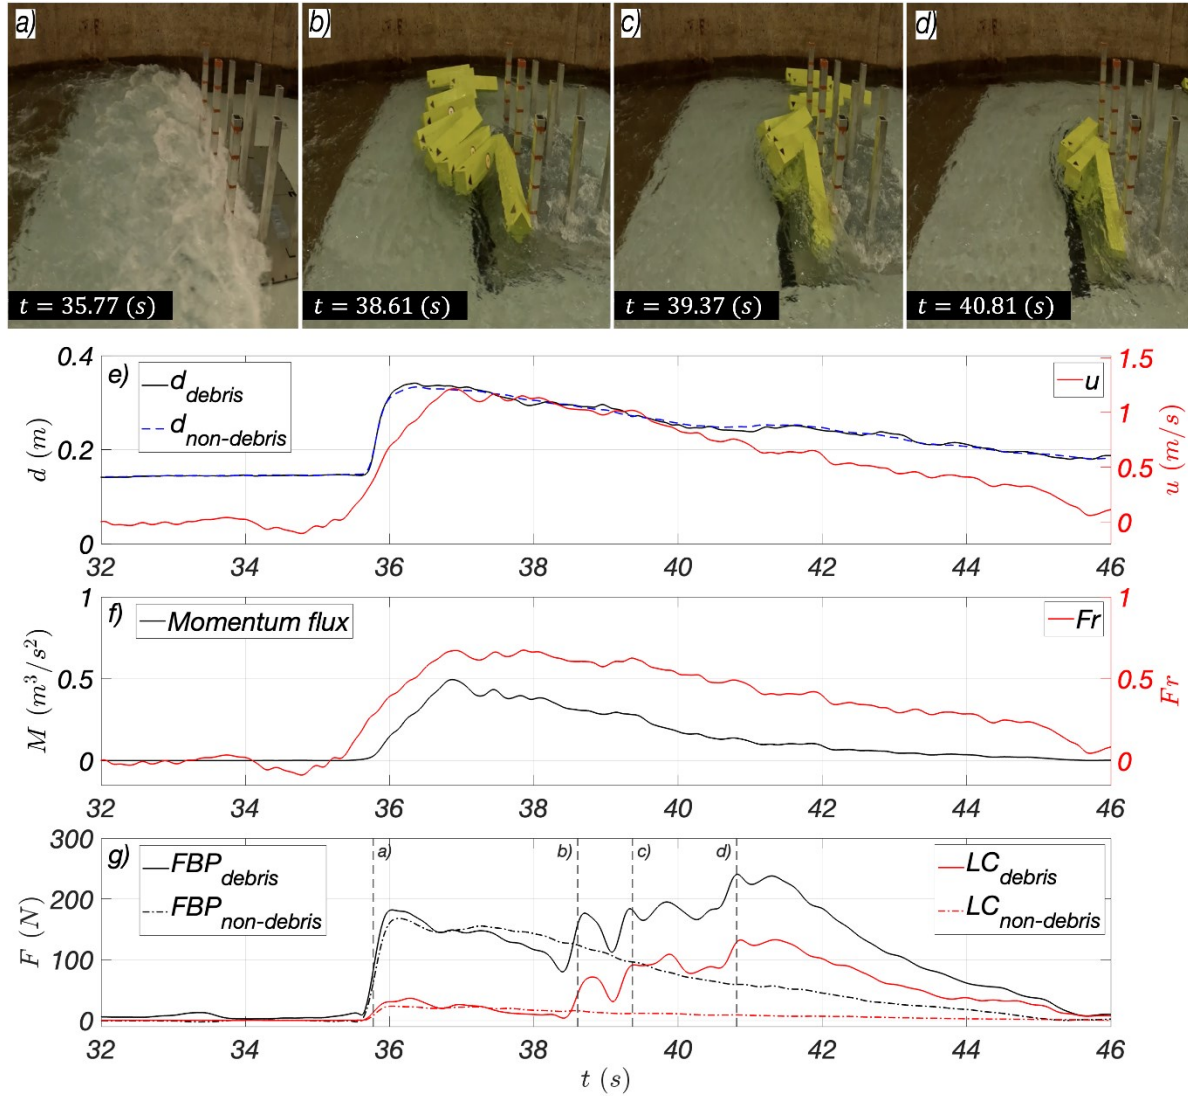 a)
b)
c)
d)
t = 35.77 (s)
t = 38.61 (s)
t = 39.37 (s)
t = 40.81 (s)
e)
d_debris
d_non-debris
u
0.4
0.2
0
d (m)
1.5
1
0.5
0
u (m/s)
32 34 36 38 40 42 44 46
f)
Momentum flux
Fr
1
0.5
0
M (m³/s²)
1
0.5
0
Fr
32 34 36 38 40 42 44 46
g)
FBP_debris
FBP_non-debris
a)
b)
c)
d)
LC_debris
LC_non-debris
300
200
100
0
F (N)
32 34 36 38 40 42 44 46
t (s)